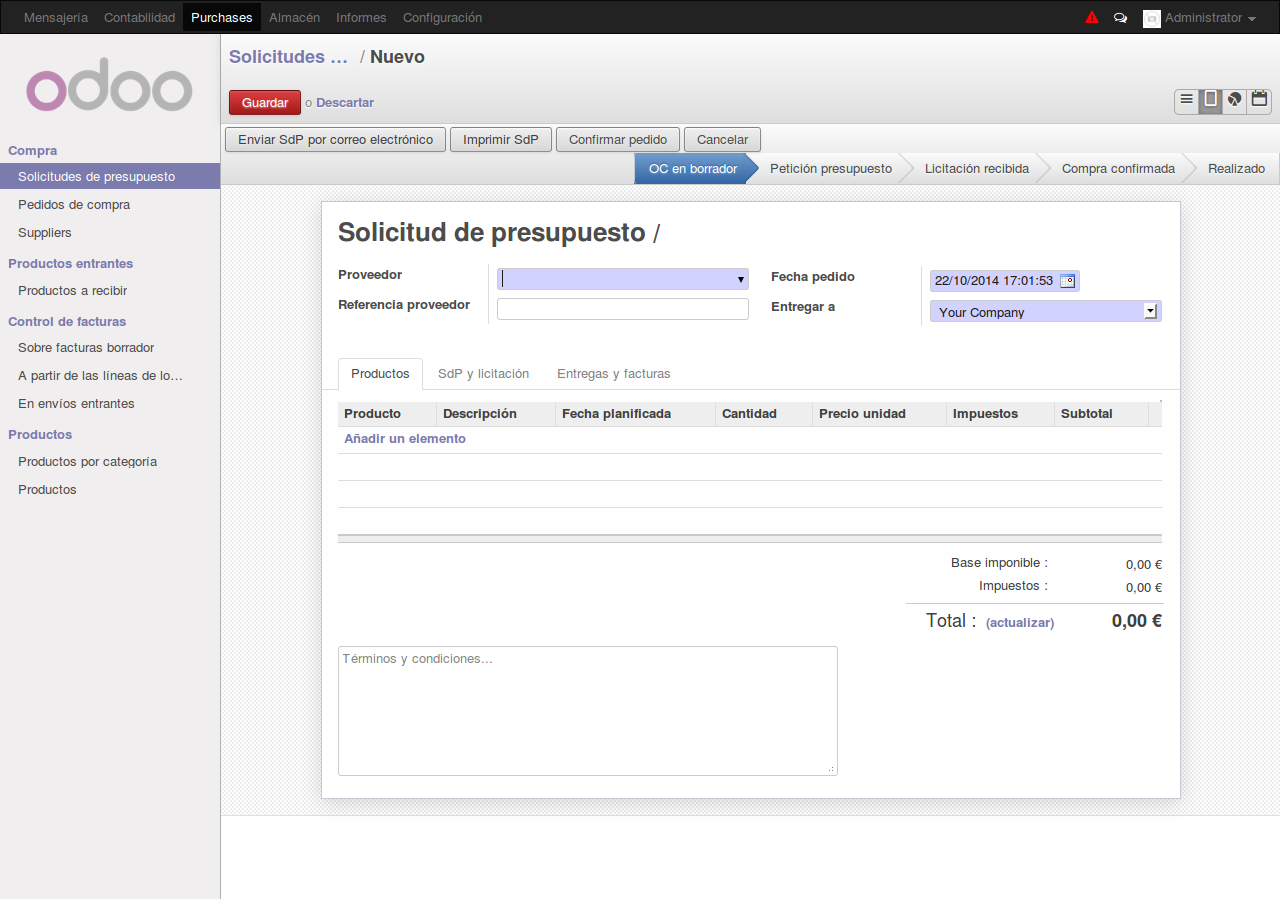 Mensajería Contabilidad Purchases Almacén Informes Configuración Administrator
odoo
Compra
Solicitudes de presupuesto
Pedidos de compra
Suppliers
Productos entrantes
Productos a recibir
Control de facturas
Sobre facturas borrador
A partir de las líneas de lo…
En envíos entrantes
Productos
Productos por categoría
Productos
Solicitudes … / Nuevo
Guardar o Descartar
Enviar SdP por correo electrónico Imprimir SdP Confirmar pedido Cancelar
OC en borrador Petición presupuesto Licitación recibida Compra confirmada Realizado
Solicitud de presupuesto /
Proveedor Fecha pedido 22/10/2014 17:01:53
Referencia proveedor Entregar a Your Company
Productos SdP y licitación Entregas y facturas
Producto Descripción Fecha planificada Cantidad Precio unidad Impuestos Subtotal
Añadir un elemento
Base imponible : 0,00 €
Impuestos : 0,00 €
Total : (actualizar) 0,00 €
Términos y condiciones...